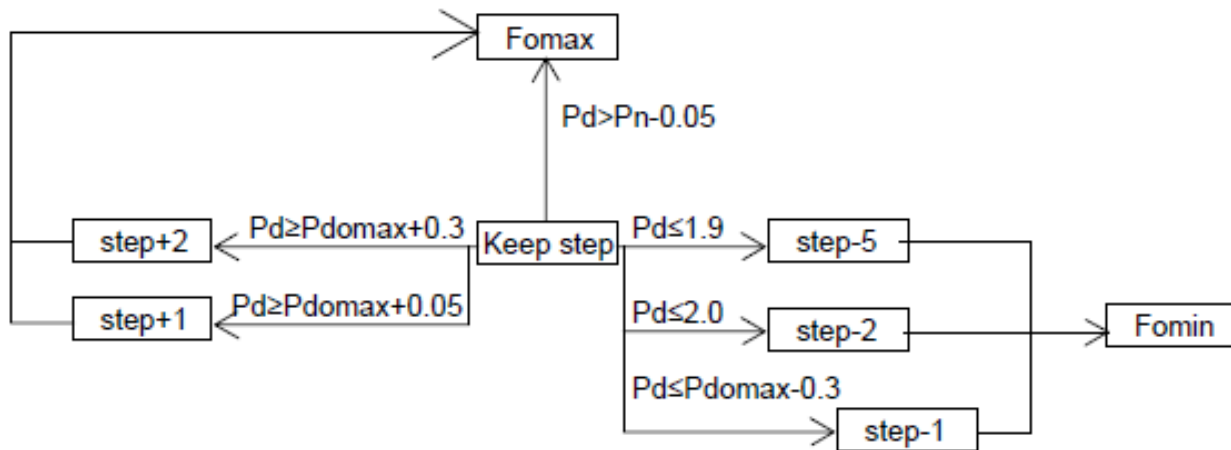 Fomax
Pd>Pn-0.05
step+2
Pd≥Pdomax+0.3
Keep step
Pd≤1.9
step-5
step+1
Pd≥Pdomax+0.05
Pd≤2.0
step-2
Fomin
Pd≤Pdomax-0.3
step-1